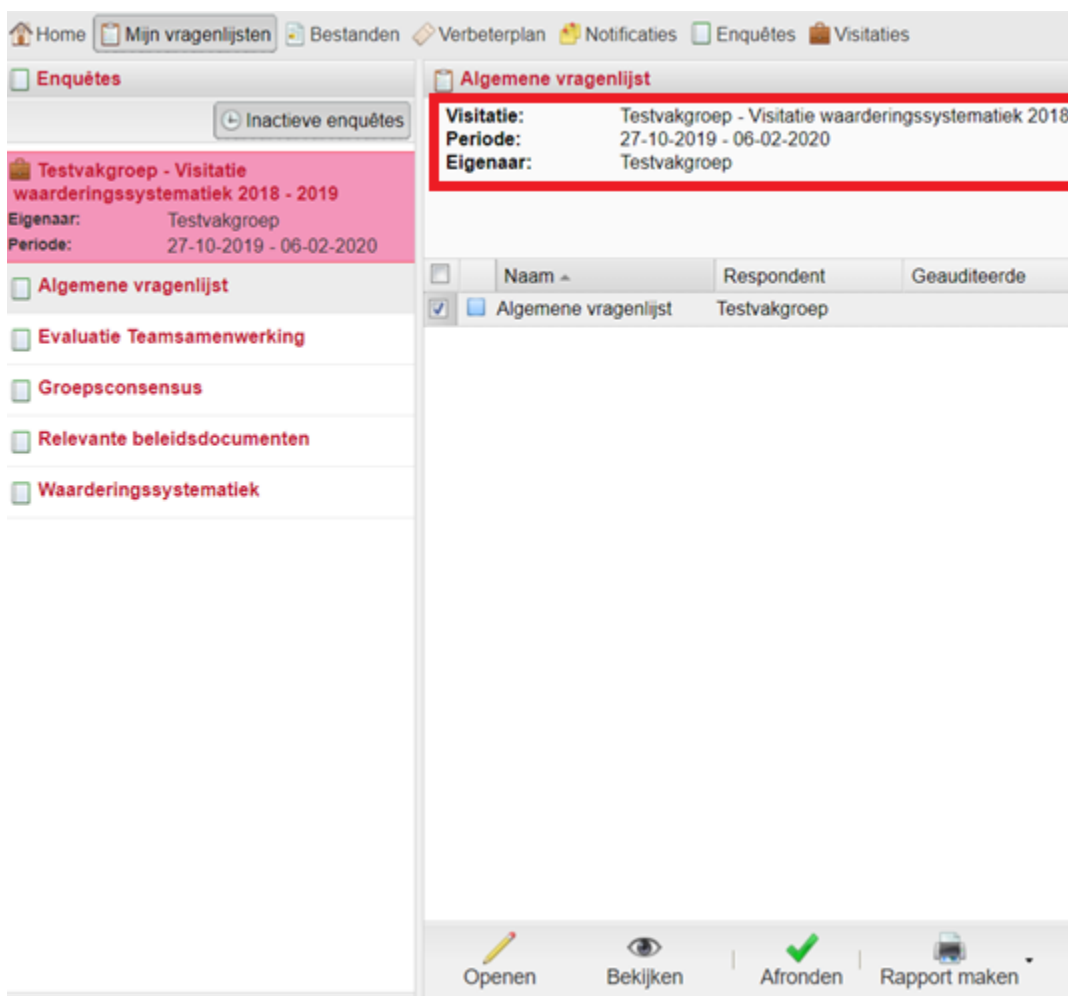 Home Mijn vragenlijsten Bestanden Verbeterplan Notificaties Enquêtes Visitaties
Enquêtes
Inactieve enquêtes
Testvakgroep - Visitatie
waarderingssystematiek 2018 - 2019
Eigenaar: Testvakgroep
Periode: 27-10-2019 - 06-02-2020
Algemene vragenlijst
Evaluatie Teamsamenwerking
Groepsconsensus
Relevante beleidsdocumenten
Waarderingssystematiek
Algemene vragenlijst
Visitatie: Testvakgroep - Visitatie waarderingssystematiek 2018
Periode: 27-10-2019 - 06-02-2020
Eigenaar: Testvakgroep
Naam Respondent Geauditeerde
Algemene vragenlijst Testvakgroep
Openen Bekijken Afronden Rapport maken